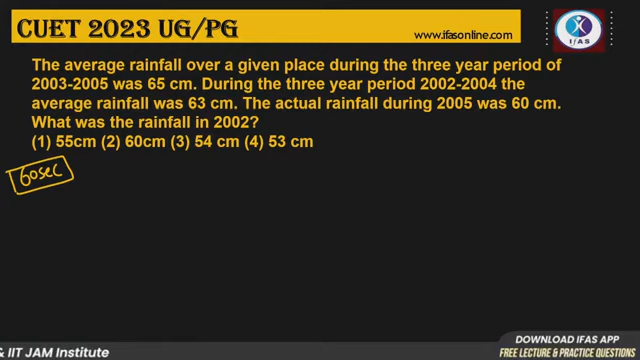 CUET 2023 UG/PG
www.ifasonline.com
IFAS
The average rainfall over a given place during the three year period of
2003-2005 was 65 cm. During the three year period 2002-2004 the
average rainfall was 63 cm. The actual rainfall during 2005 was 60 cm.
What was the rainfall in 2002?
(1) 55cm (2) 60cm (3) 54 cm (4) 53 cm
60sec
& IIT JAM Institute
DOWNLOAD IFAS APP
FREE LECTURE & PRACTICE QUESTIONS